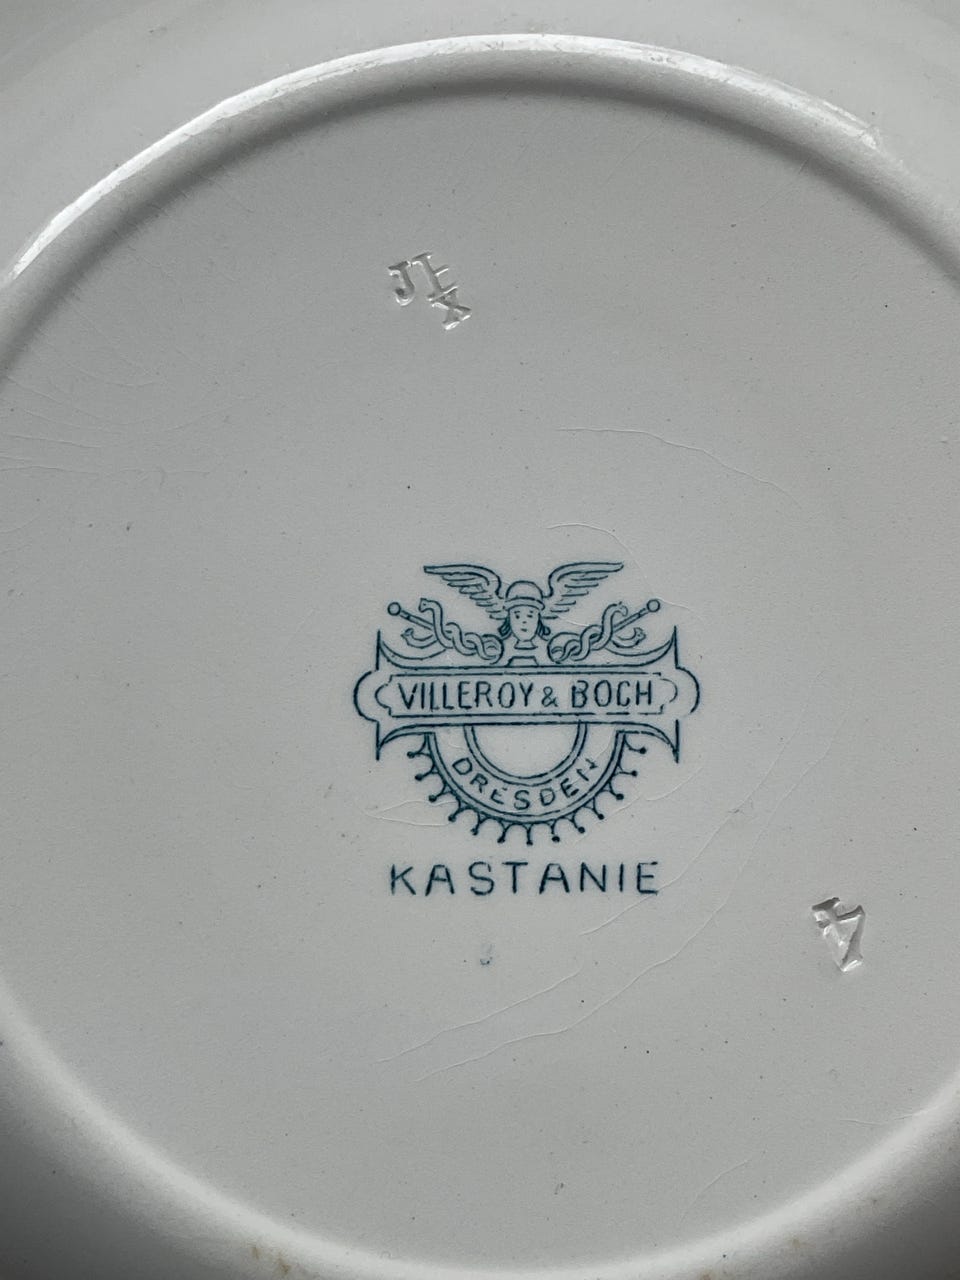 VILLEROY & BOCH
DRESDEN
KASTANIE